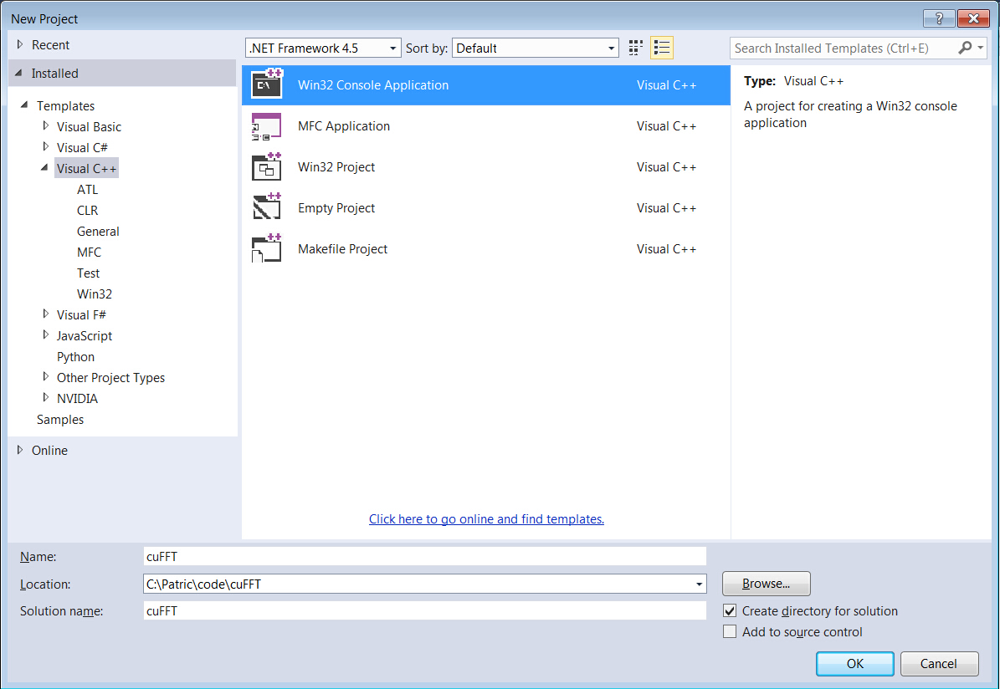 New Project
Recent
Installed
Templates
Visual Basic
Visual C#
Visual C++
ATL
CLR
General
MFC
Test
Win32
Visual F#
JavaScript
Python
Other Project Types
NVIDIA
Samples
Online
.NET Framework 4.5 Sort by: Default
Win32 Console Application Visual C++
MFC Application Visual C++
Win32 Project Visual C++
Empty Project Visual C++
Makefile Project Visual C++
Click here to go online and find templates.
Search Installed Templates (Ctrl+E)
Type: Visual C++
A project for creating a Win32 console
application
Name: cuFFT
Location: C:\Patric\code\cuFFT Browse...
Solution name: cuFFT
Create directory for solution
Add to source control
OK Cancel